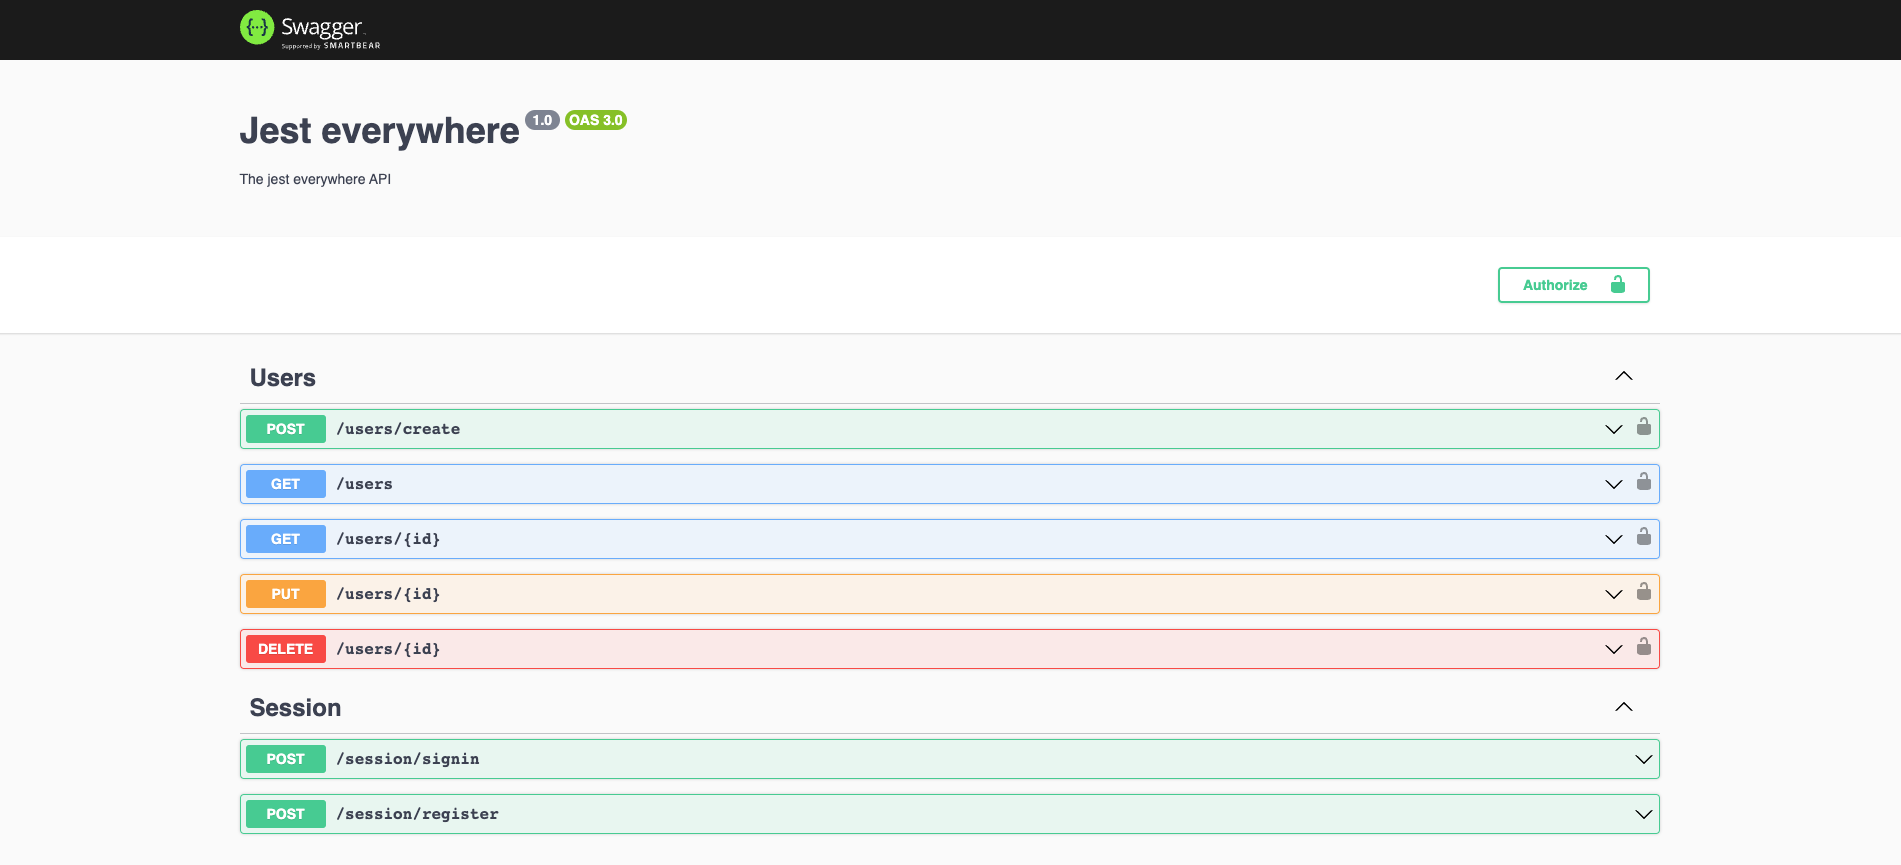 Swagger
Supported by SMARTBEAR
Jest everywhere 1.0 OAS 3.0
The jest everywhere API
Authorize
Users
POST /users/create
GET /users
GET /users/{id}
PUT /users/{id}
DELETE /users/{id}
Session
POST /session/signin
POST /session/register